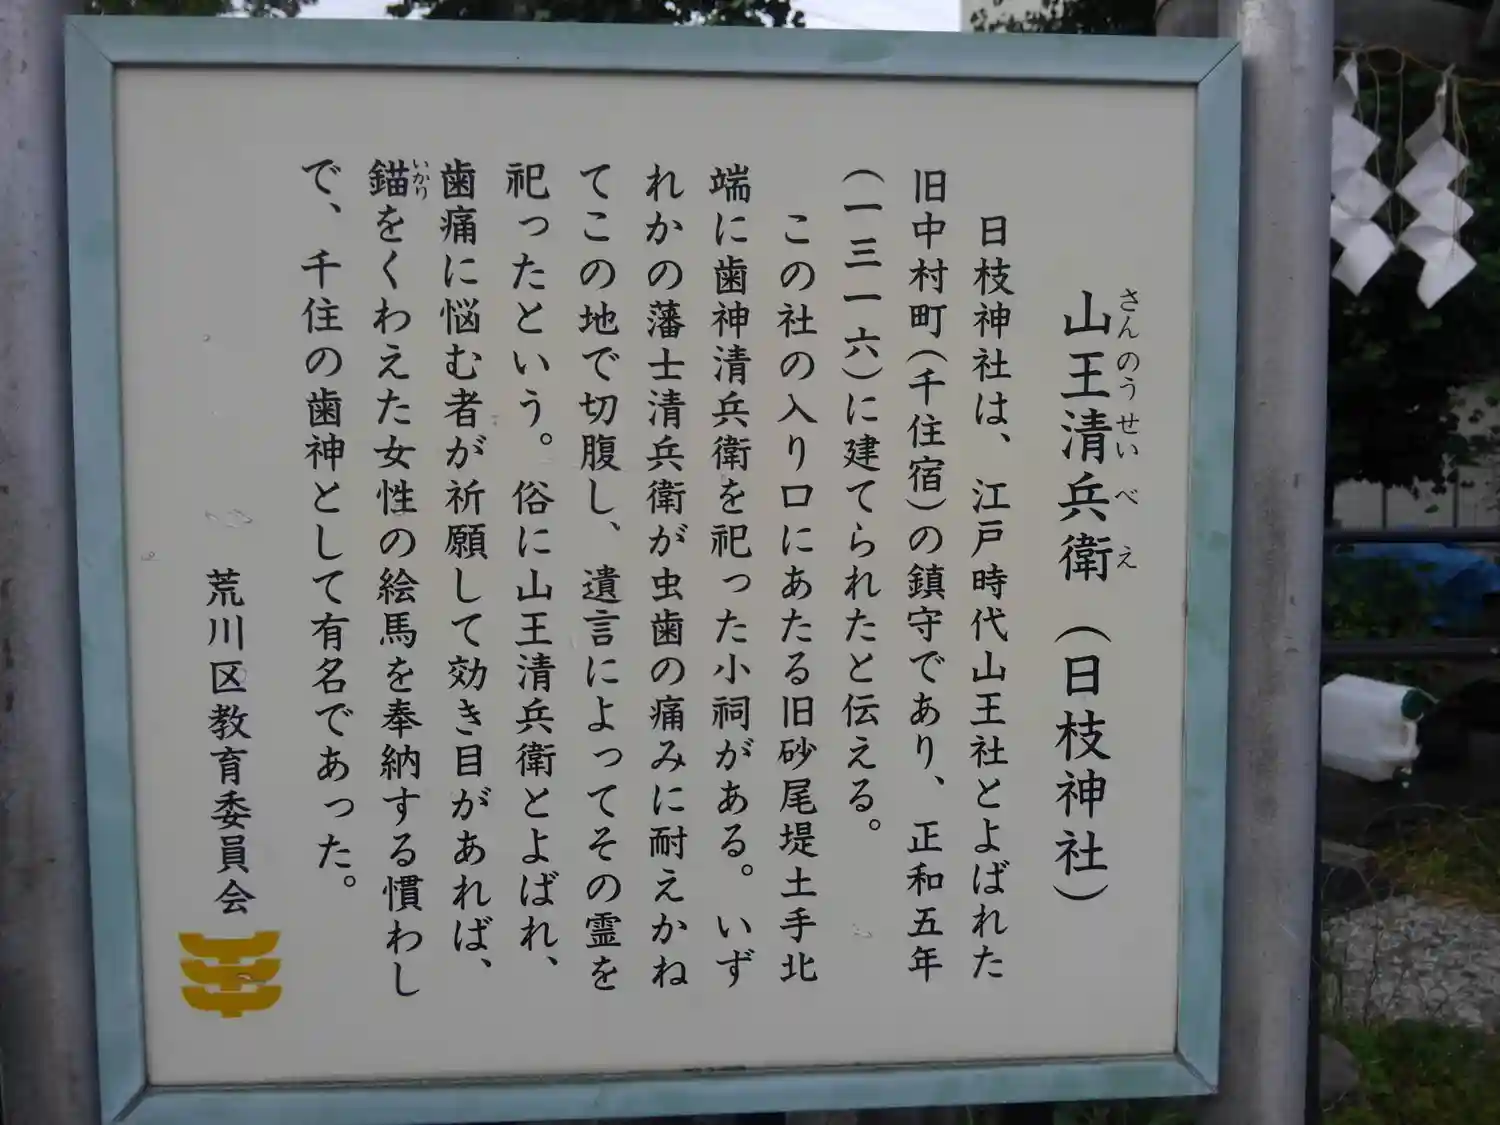 山王清兵衛（日枝神社）
さんのうせいべえ
日枝神社は、江戸時代山王社とよばれた
旧中村町（千住宿）の鎮守であり、正和五年
（一三一六）に建てられたと伝える。
この社の入り口にあたる旧砂尾堤土手北
端に歯神清兵衛を祀った小祠がある。いず
れかの藩士清兵衛が虫歯の痛みに耐えかね
てこの地で切腹し、遺言によってその霊を
祀ったという。俗に山王清兵衛とよばれ、
歯痛に悩む者が祈願して効き目があれば、
錨をくわえた女性の絵馬を奉納する慣わし
いかり
で、千住の歯神として有名であった。
荒川区教育委員会